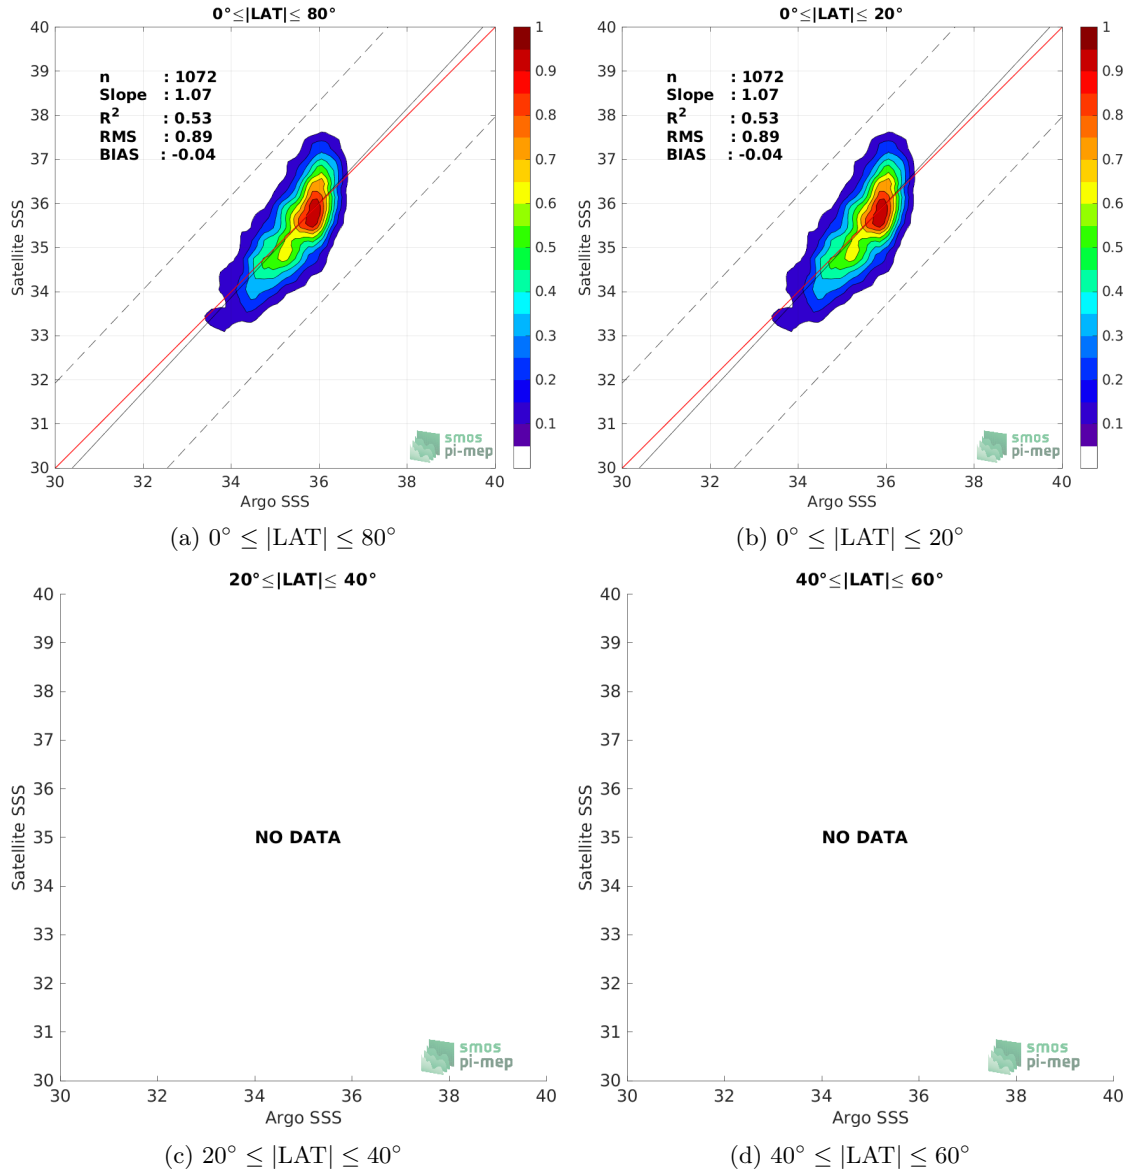 0°≤|LAT|≤ 80°
40
39
38
37
36
35
34
33
32
31
30
Satellite SSS
n : 1072
Slope : 1.07
R² : 0.53
RMS : 0.89
BIAS : -0.04
smos
pi-mep
30 32 34 36 38 40
Argo SSS
1
0.9
0.8
0.7
0.6
0.5
0.4
0.3
0.2
0.1
(a) 0° ≤ |LAT| ≤ 80°
0°≤|LAT|≤ 20°
40
39
38
37
36
35
34
33
32
31
30
Satellite SSS
n : 1072
Slope : 1.07
R² : 0.53
RMS : 0.89
BIAS : -0.04
smos
pi-mep
30 32 34 36 38 40
Argo SSS
1
0.9
0.8
0.7
0.6
0.5
0.4
0.3
0.2
0.1
(b) 0° ≤ |LAT| ≤ 20°
20°≤|LAT|≤ 40°
40
39
38
37
36
35
34
33
32
31
30
Satellite SSS
NO DATA
smos
pi-mep
30 32 34 36 38 40
Argo SSS
(c) 20° ≤ |LAT| ≤ 40°
40°≤|LAT|≤ 60°
40
39
38
37
36
35
34
33
32
31
30
Satellite SSS
NO DATA
smos
pi-mep
30 32 34 36 38 40
Argo SSS
(d) 40° ≤ |LAT| ≤ 60°